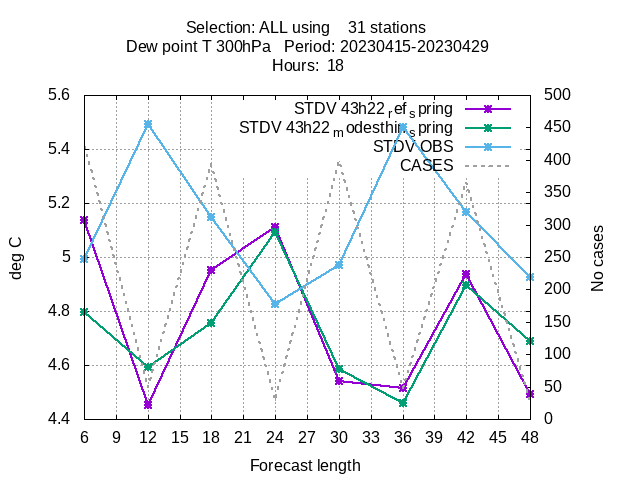 Selection: ALL using    31 stations
Dew point T 300hPa   Period: 20230415-20230429
Hours:  18
STDV 43h22 ref spring
STDV 43h22 modesthin spring
STDV OBS
CASES
5.6
5.4
5.2
5
4.8
4.6
4.4
deg C
500
450
400
350
300
250
200
150
100
50
0
No cases
6 9 12 15 18 21 24 27 30 33 36 39 42 45 48
Forecast length